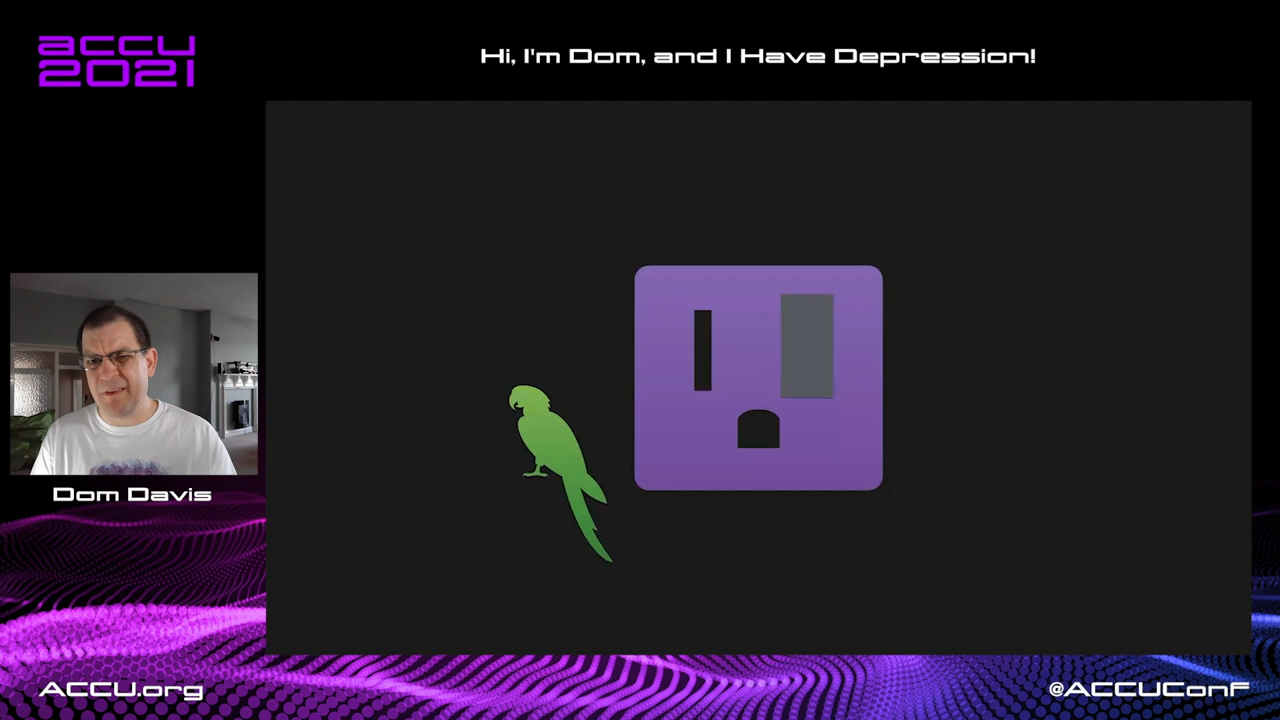 accu
2021
Hi, I'm Dom, and I Have Depression!
Dom Davis
ACCU.org
@ACCUConf